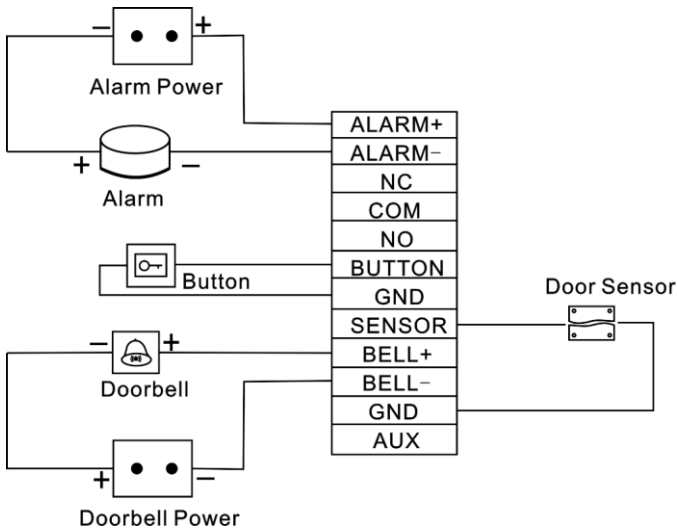 − +
Alarm Power
+ −
Alarm
ALARM+
ALARM−
NC
COM
NO
BUTTON
GND
SENSOR
BELL+
BELL−
GND
AUX
Button
Door Sensor
− +
Doorbell
+ −
Doorbell Power